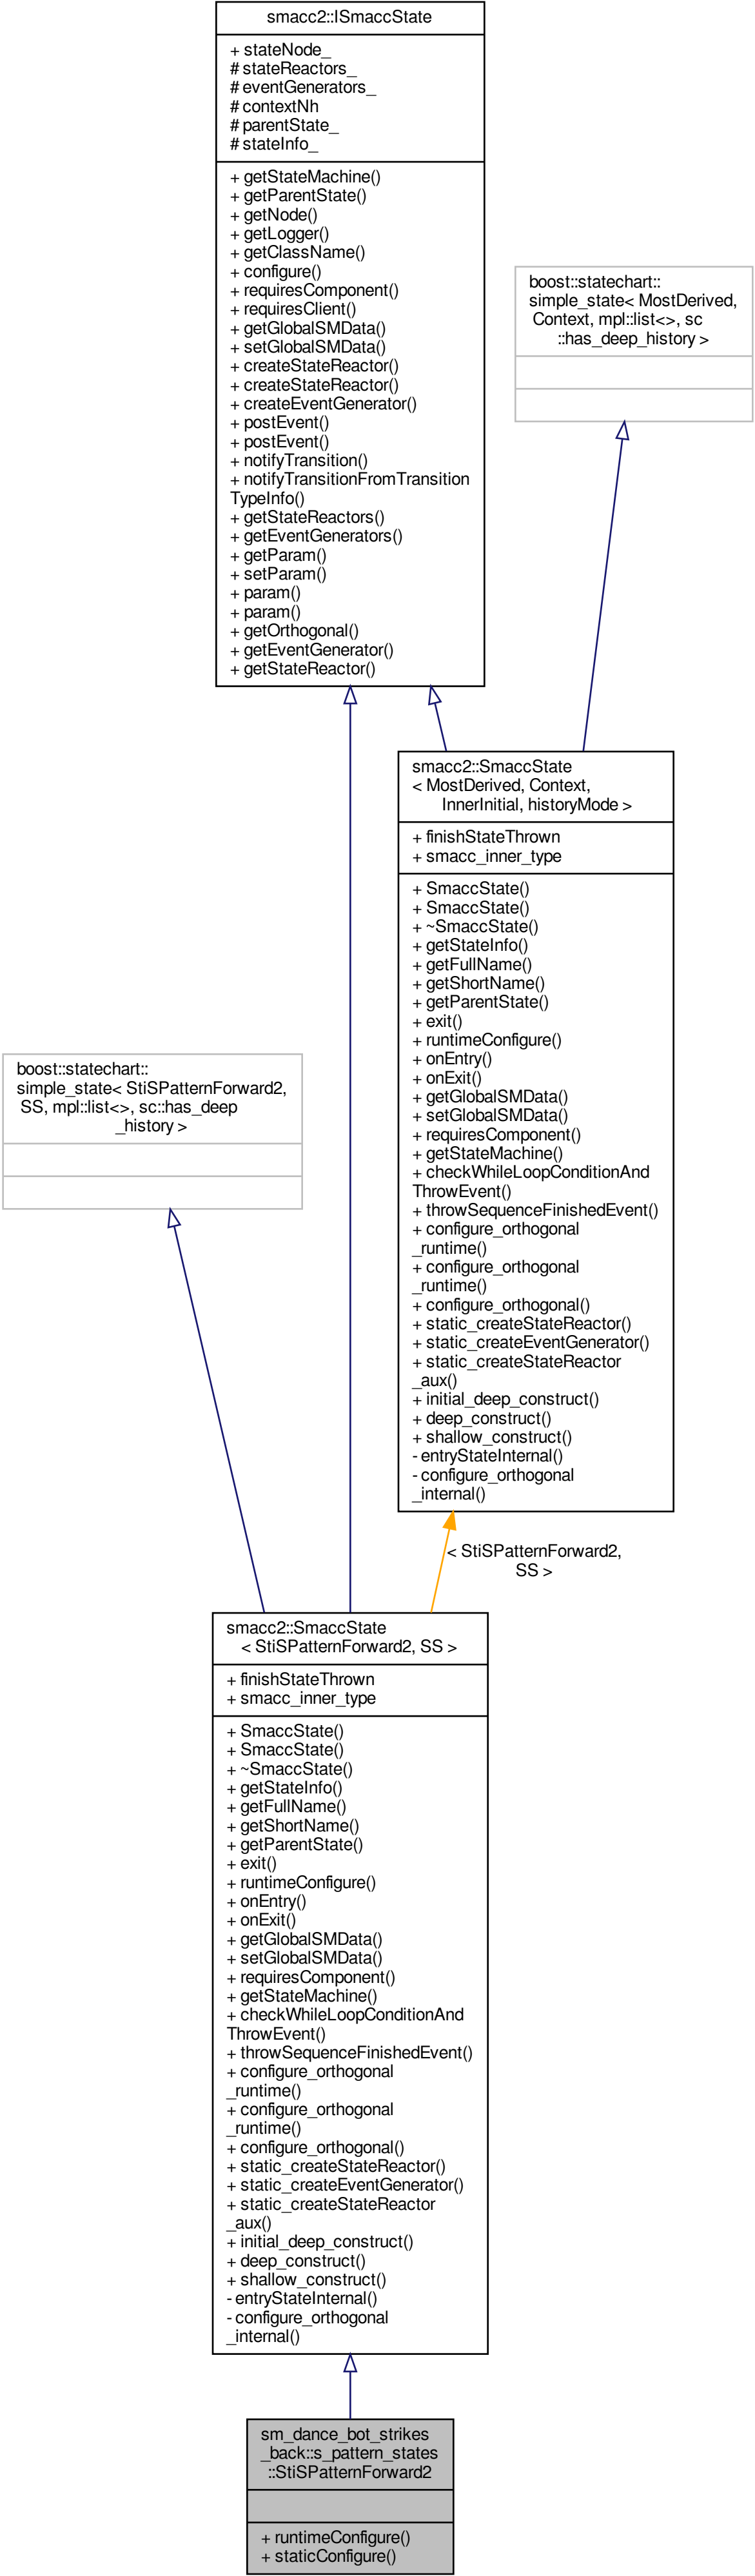 smacc2::ISmaccState
+ stateNode_
# stateReactors_
# eventGenerators_
# contextNh
# parentState_
# stateInfo_
+ getStateMachine()
+ getParentState()
+ getNode()
+ getLogger()
+ getClassName()
+ configure()
+ requiresComponent()
+ requiresClient()
+ getGlobalSMData()
+ setGlobalSMData()
+ createStateReactor()
+ createStateReactor()
+ createEventGenerator()
+ postEvent()
+ postEvent()
+ notifyTransition()
+ notifyTransitionFromTransition
TypeInfo()
+ getStateReactors()
+ getEventGenerators()
+ getParam()
+ setParam()
+ param()
+ param()
+ getOrthogonal()
+ getEventGenerator()
+ getStateReactor()
boost::statechart::
simple_state< MostDerived,
Context, mpl::list<>, sc
::has_deep_history >
smacc2::SmaccState
< MostDerived, Context,
InnerInitial, historyMode >
+ finishStateThrown
+ smacc_inner_type
+ SmaccState()
+ SmaccState()
+ ~SmaccState()
+ getStateInfo()
+ getFullName()
+ getShortName()
+ getParentState()
+ exit()
+ runtimeConfigure()
+ onEntry()
+ onExit()
+ getGlobalSMData()
+ setGlobalSMData()
+ requiresComponent()
+ getStateMachine()
+ checkWhileLoopConditionAnd
ThrowEvent()
+ throwSequenceFinishedEvent()
+ configure_orthogonal
_runtime()
+ configure_orthogonal
_runtime()
+ configure_orthogonal()
+ static_createStateReactor()
+ static_createEventGenerator()
+ static_createStateReactor
_aux()
+ initial_deep_construct()
+ deep_construct()
+ shallow_construct()
- entryStateInternal()
- configure_orthogonal
_internal()
boost::statechart::
simple_state< StiSPatternForward2,
SS, mpl::list<>, sc::has_deep
_history >
< StiSPatternForward2,
SS >
smacc2::SmaccState
< StiSPatternForward2, SS >
+ finishStateThrown
+ smacc_inner_type
+ SmaccState()
+ SmaccState()
+ ~SmaccState()
+ getStateInfo()
+ getFullName()
+ getShortName()
+ getParentState()
+ exit()
+ runtimeConfigure()
+ onEntry()
+ onExit()
+ getGlobalSMData()
+ setGlobalSMData()
+ requiresComponent()
+ getStateMachine()
+ checkWhileLoopConditionAnd
ThrowEvent()
+ throwSequenceFinishedEvent()
+ configure_orthogonal
_runtime()
+ configure_orthogonal
_runtime()
+ configure_orthogonal()
+ static_createStateReactor()
+ static_createEventGenerator()
+ static_createStateReactor
_aux()
+ initial_deep_construct()
+ deep_construct()
+ shallow_construct()
- entryStateInternal()
- configure_orthogonal
_internal()
sm_dance_bot_strikes
_back::s_pattern_states
::StiSPatternForward2
+ runtimeConfigure()
+ staticConfigure()